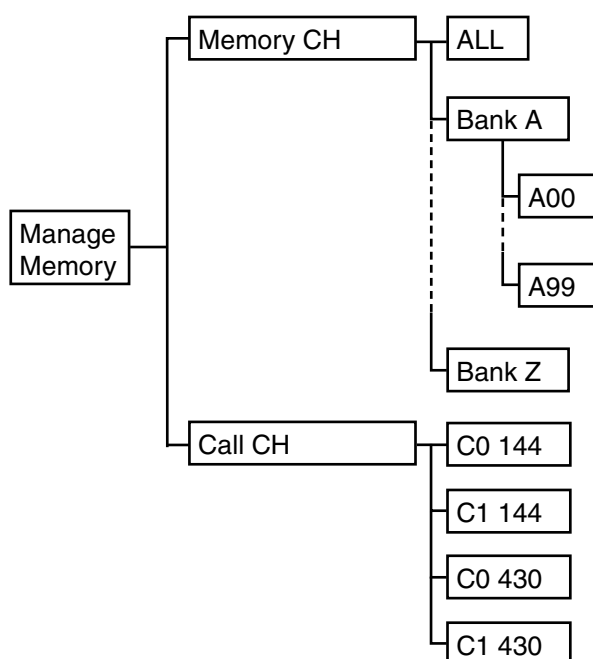 Memory CH
ALL
Bank A
A00
Manage
Memory
A99
Bank Z
Call CH
C0 144
C1 144
C0 430
C1 430